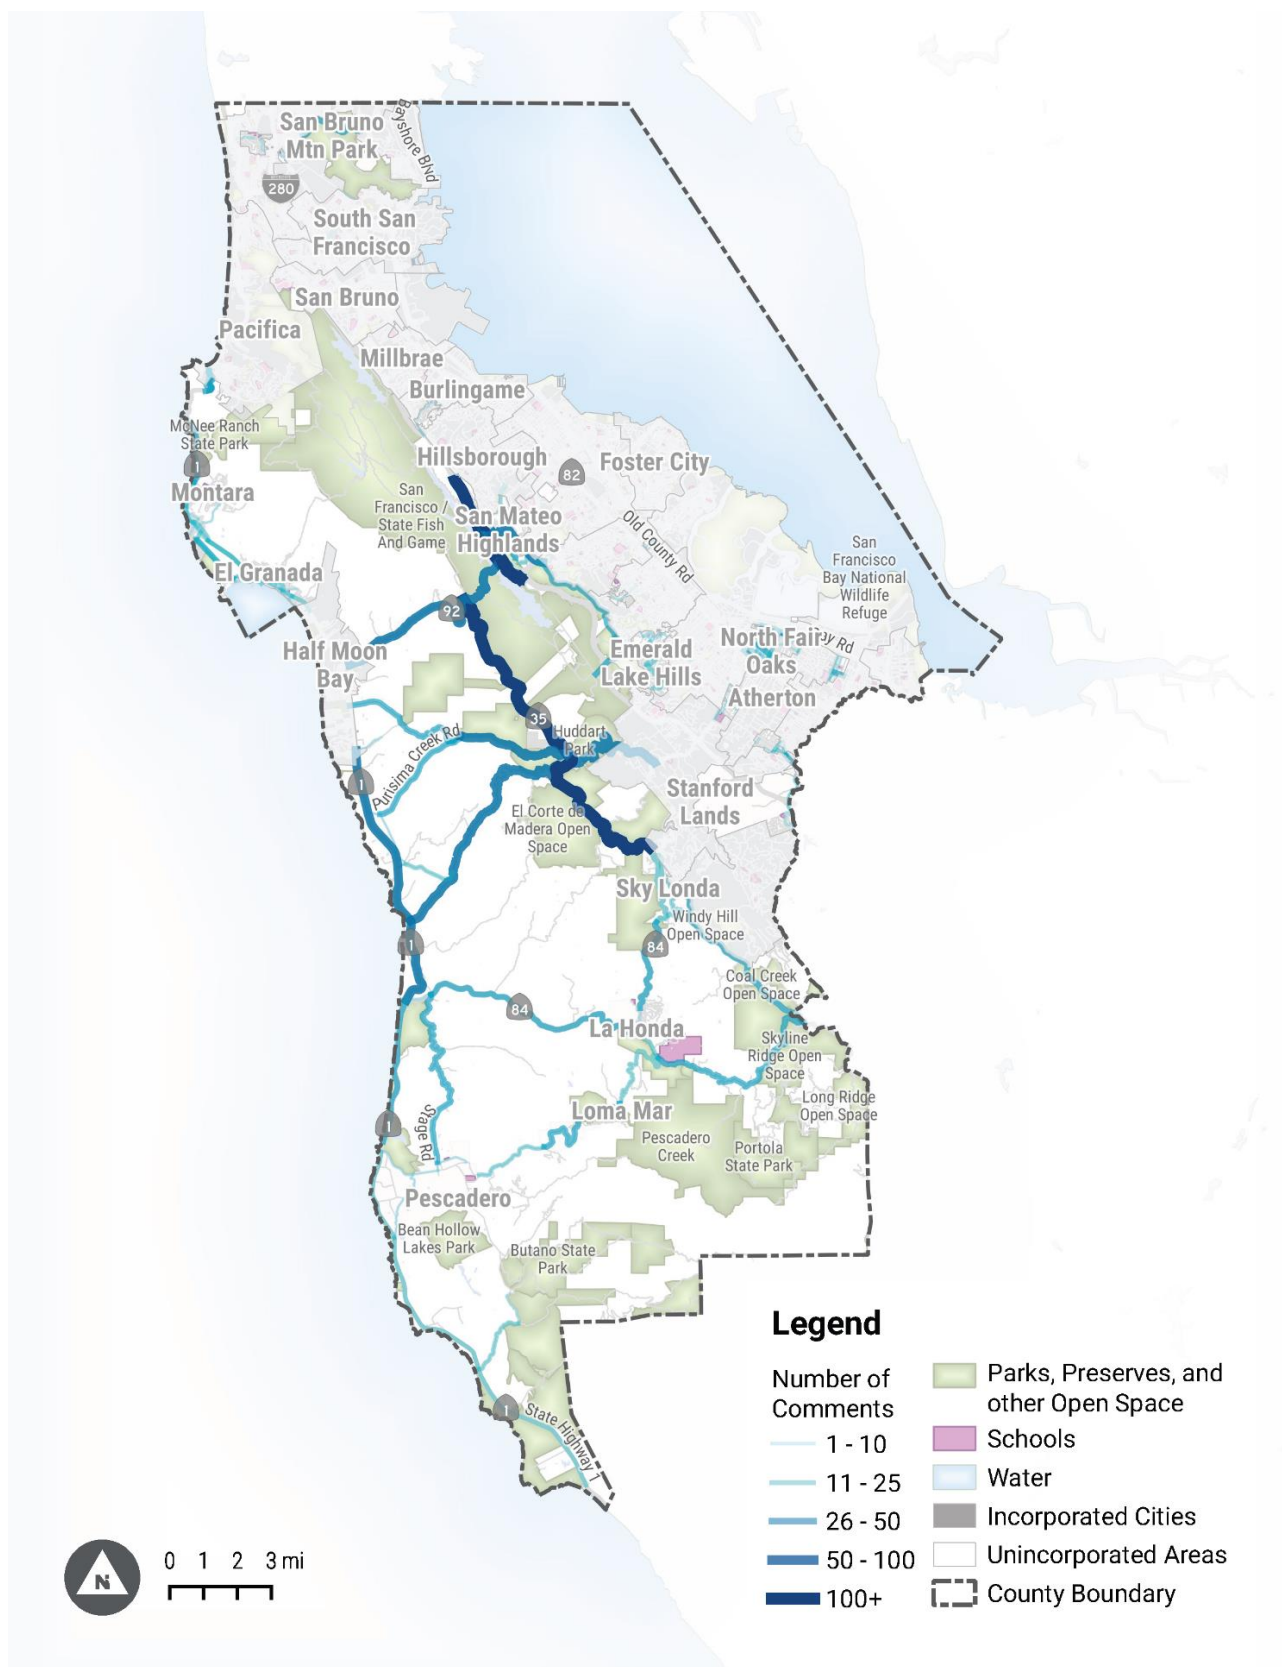 San Bruno
Mtn Park
Bayshore Blvd
280
South San
Francisco
San Bruno
Pacifica
Millbrae
Burlingame
McNee Ranch
State Park
1
Montara
Hillsborough
82
Foster City
San
Francisco /
State Fish
And Game
San Mateo
Highlands
Old County Rd
San
Francisco
Bay National
Wildlife
Refuge
El Granada
92
Half Moon
Bay
Emerald
Lake Hills
North Fair
Oaks
ay Rd
Atherton
35
Huddart
Park
Purisima Creek Rd
1
Stanford
Lands
El Corte de
Madera Open
Space
Sky Londa
Windy Hill
Open Space
1
84
Coal Creek
Open Space
84
La Honda
Skyline
Ridge Open
Space
Long Ridge
Open Space
Loma Mar
1
Stage Rd
Pescadero
Creek
Portola
State Park
Pescadero
Bean Hollow
Lakes Park
Butano State
Park
1
State Highway 1
Legend
Number of
Comments
1 - 10
11 - 25
26 - 50
50 - 100
100+
Parks, Preserves, and
other Open Space
Schools
Water
Incorporated Cities
Unincorporated Areas
County Boundary
N
0 1 2 3 mi